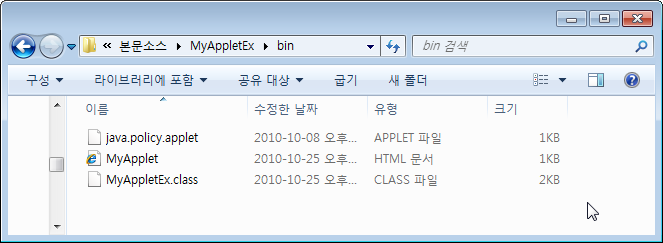 « 본문소스 ▸ MyAppletEx ▸ bin
bin 검색
구성 라이브러리에 포함 공유 대상 굽기 새 폴더
이름 수정한 날짜 유형 크기
java.policy.applet 2010-10-08 오후... APPLET 파일 1KB
MyApplet 2010-10-25 오후... HTML 문서 1KB
MyAppletEx.class 2010-10-25 오후... CLASS 파일 2KB